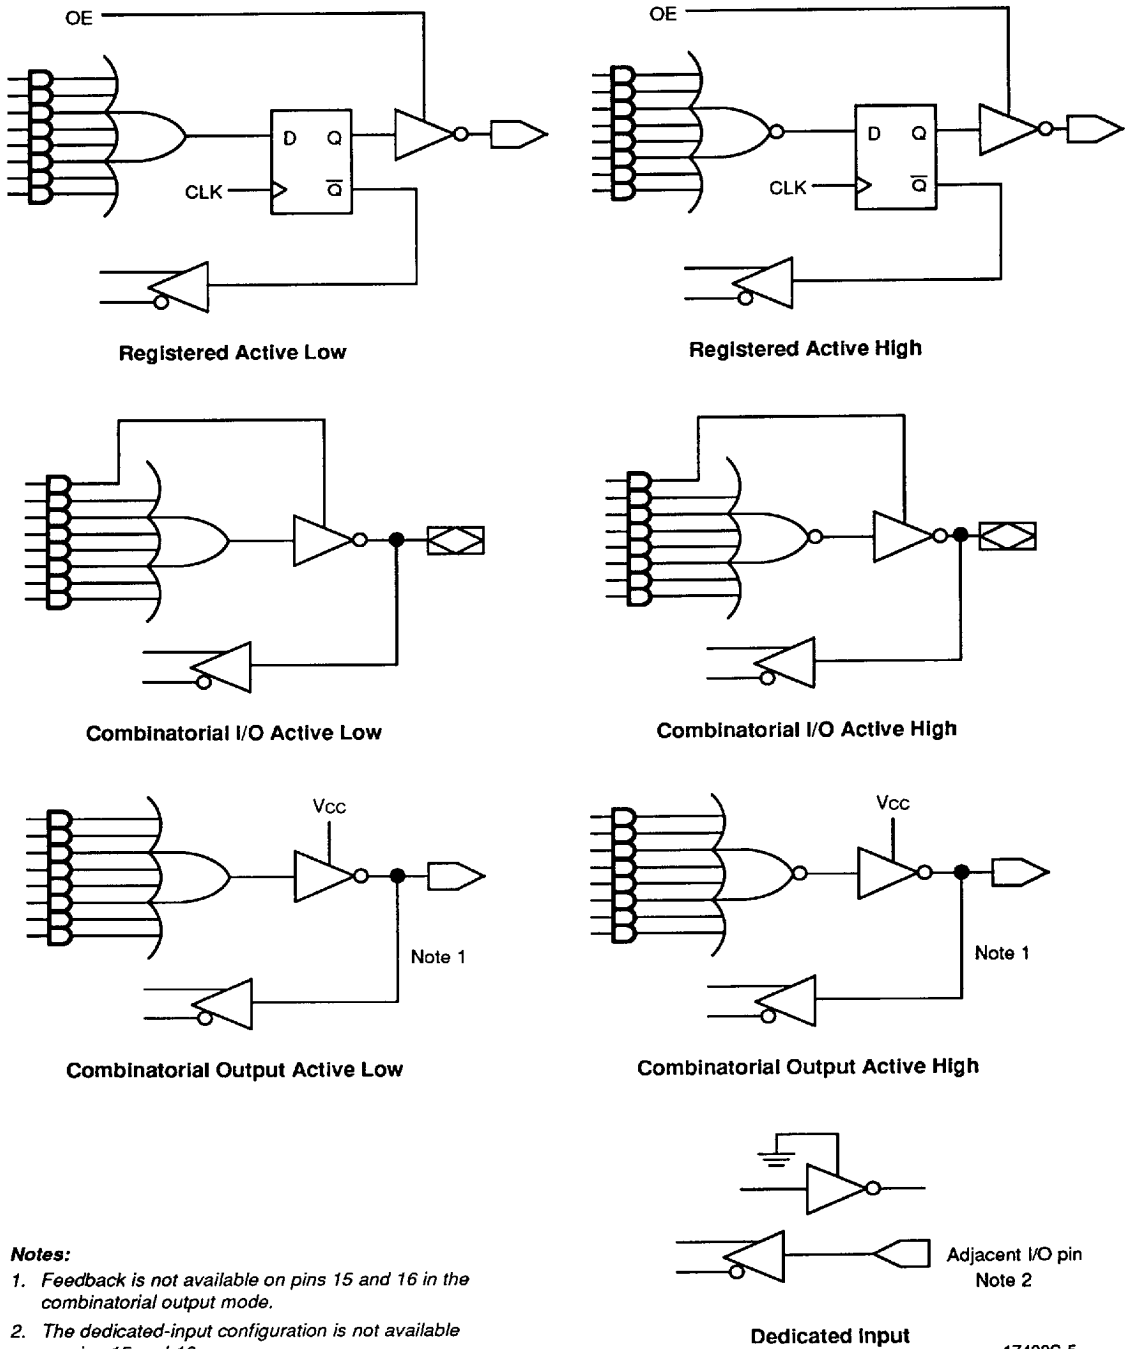 OE
OE
D Q
CLK
Q
D Q
CLK
Q
Registered Active Low
Registered Active High
Combinatorial I/O Active Low
Combinatorial I/O Active High
VCC
VCC
Note 1
Note 1
Combinatorial Output Active Low
Combinatorial Output Active High
Notes:
1. Feedback is not available on pins 15 and 16 in the
combinatorial output mode.
2. The dedicated-input configuration is not available
Adjacent I/O pin
Note 2
Dedicated Input